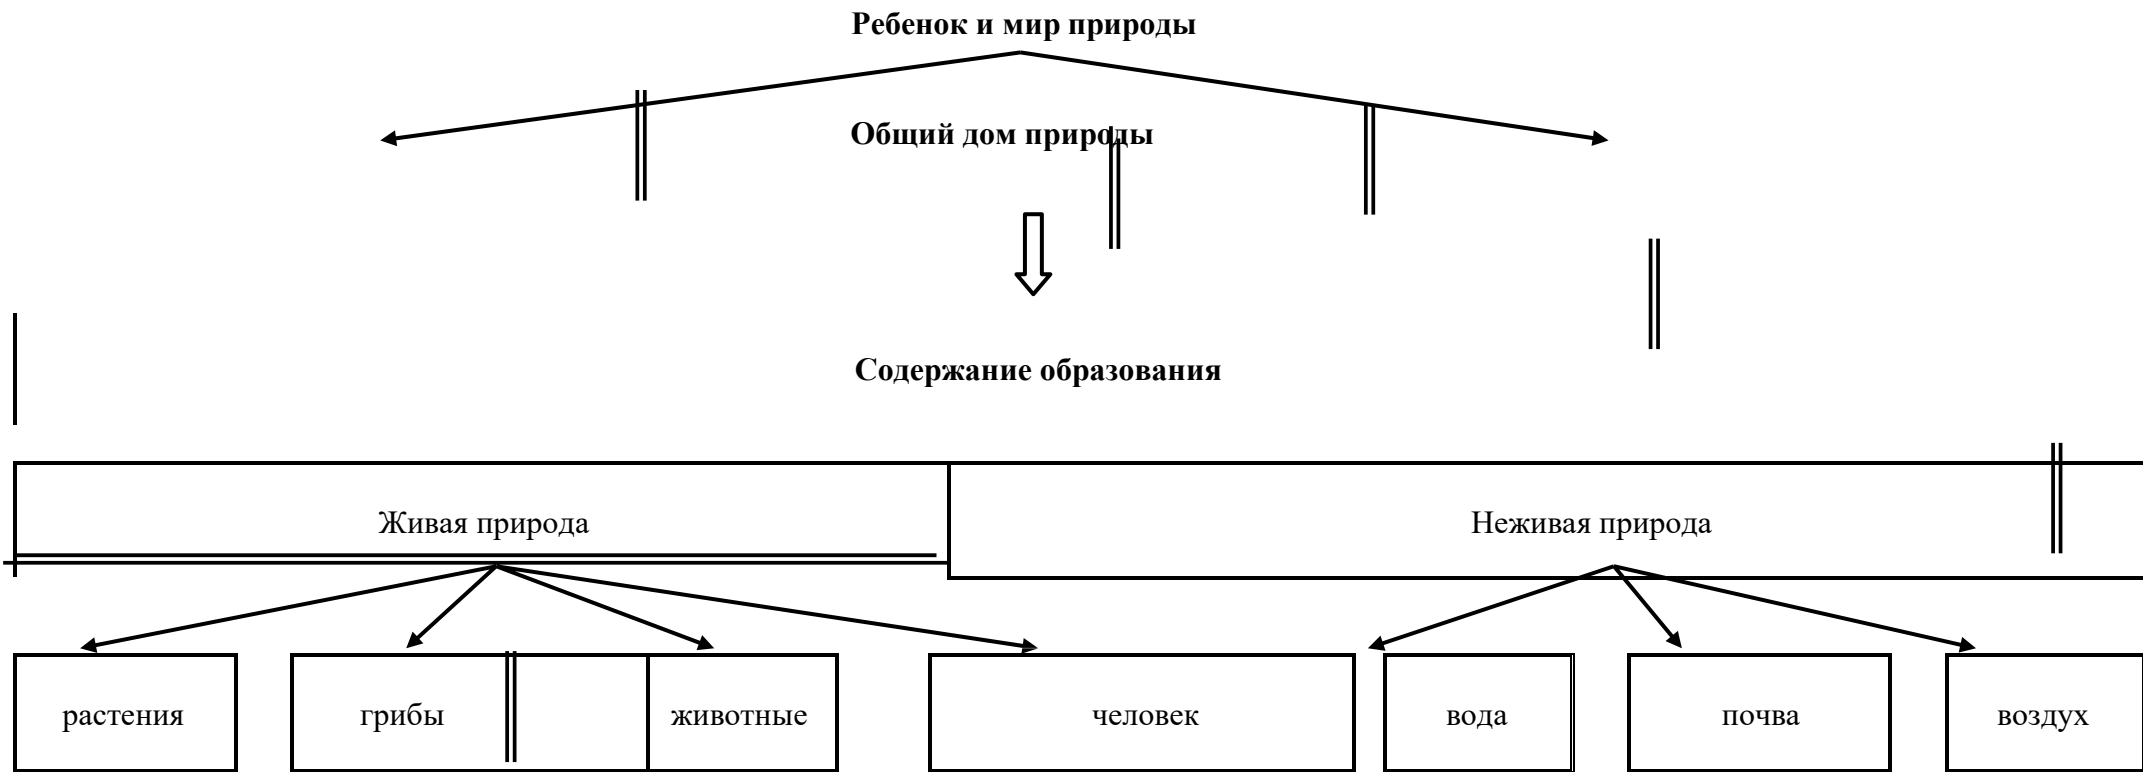 Ребенок и мир природы
Общий дом природы
Содержание образования
Живая природа
Неживая природа
растения
грибы
животные
человек
вода
почва
воздух